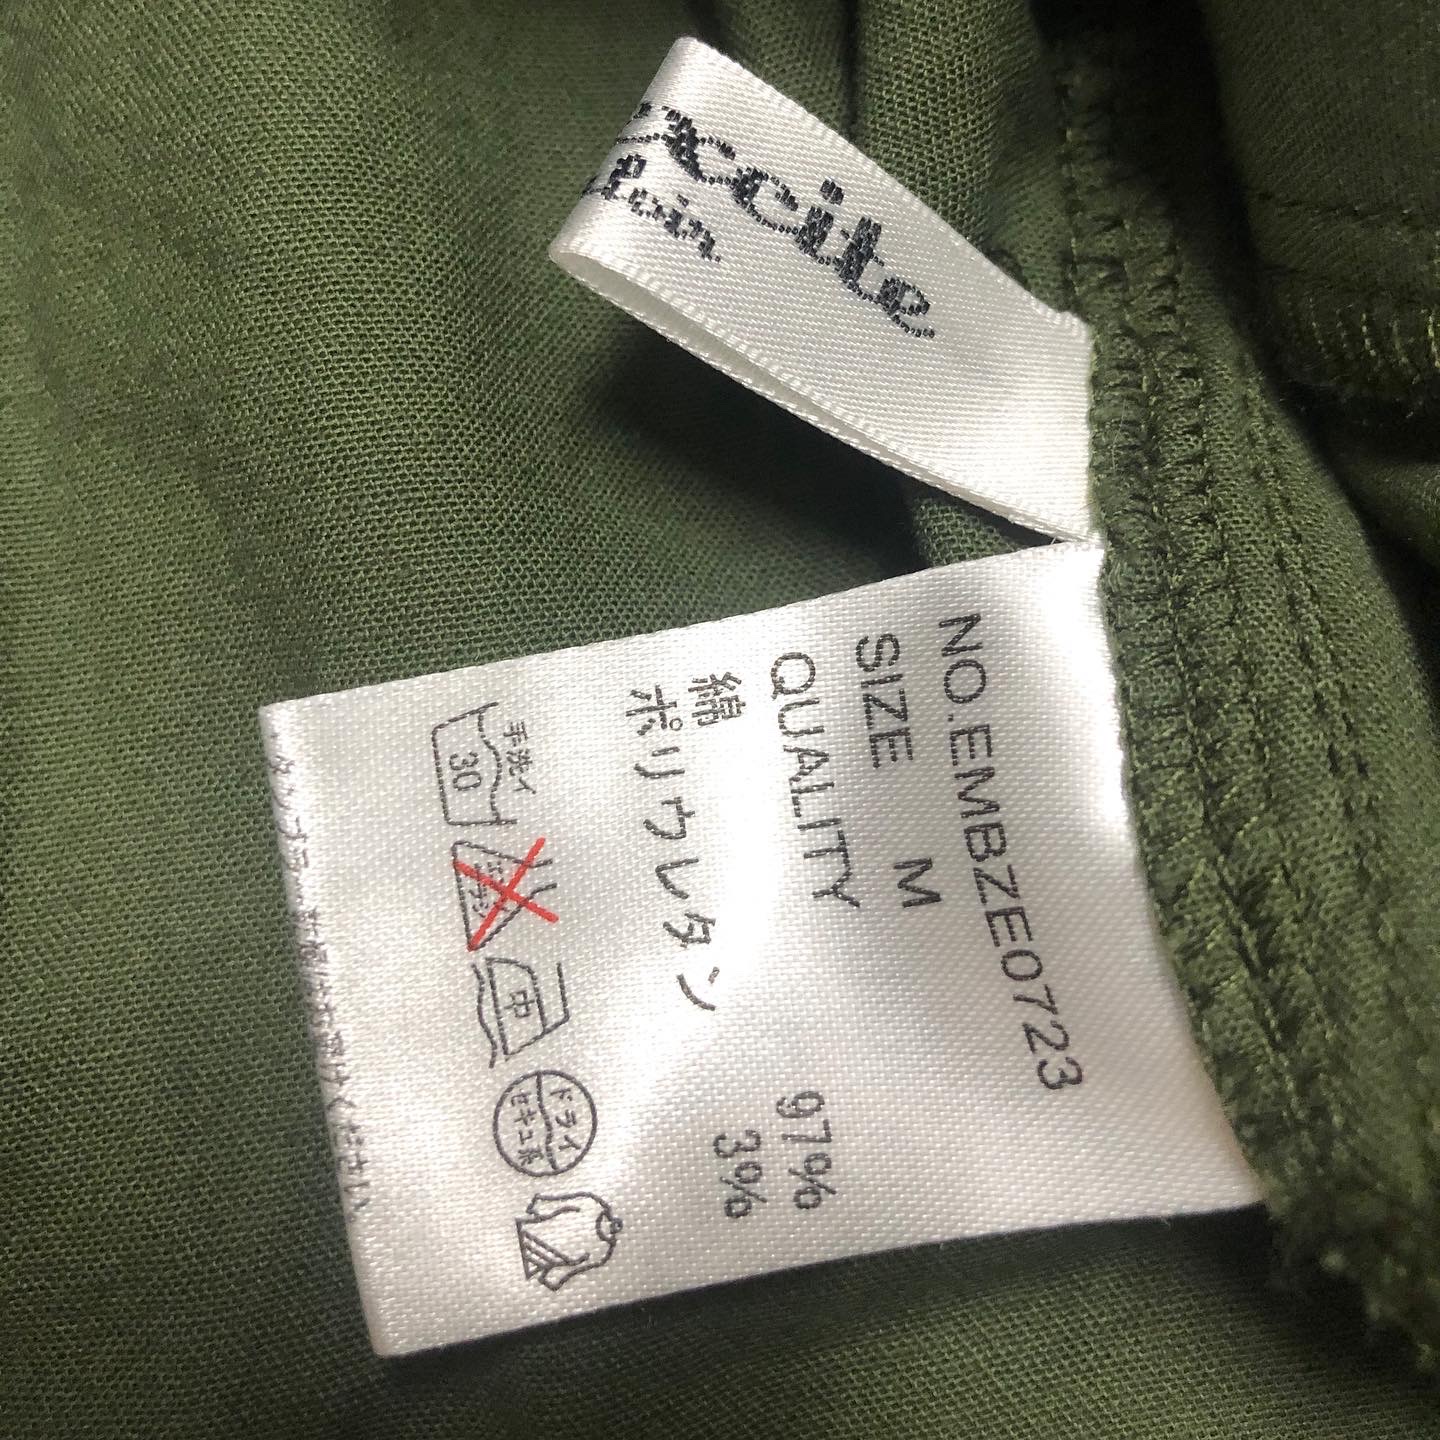 xcite
NO.EMBZE0723
SIZE M
QUALITY
綿 97%
ポリウレタン 3%
手洗イ
30
中
ドライ
セキユ系